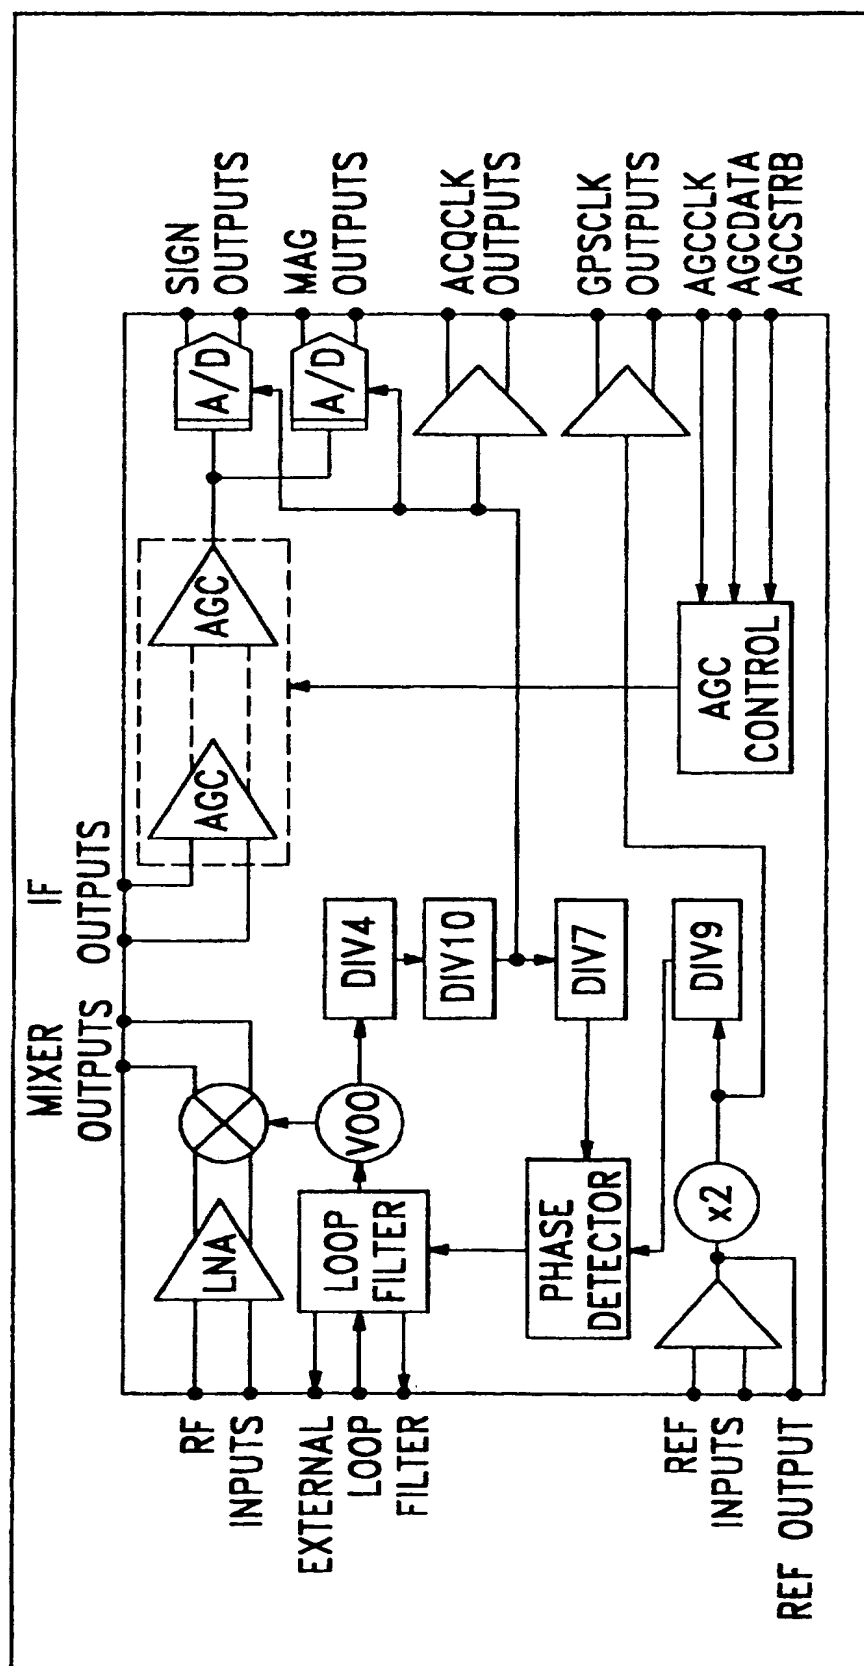 MIXER
OUTPUTS
IF
OUTPUTS
RF
INPUTS
LNA
AGC
AGC
A/D
SIGN
OUTPUTS
A/D
MAG
OUTPUTS
EXTERNAL
LOOP
FILTER
LOOP
FILTER
VOO
DIV4
DIV10
DIV7
DIV9
ACQCLK
OUTPUTS
PHASE
DETECTOR
GPSCLK
OUTPUTS
REF
INPUTS
x2
AGC
CONTROL
AGCCLK
AGCDATA
AGCSTRB
REF OUTPUT